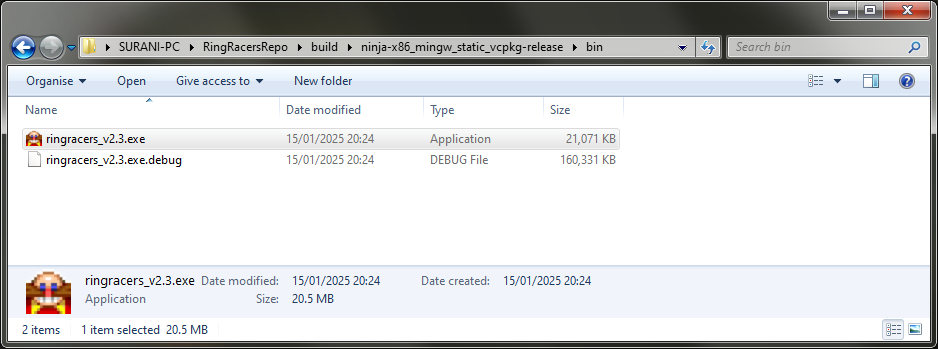 SURANI-PC RingRacersRepo build ninja-x86_mingw_static_vcpkg-release bin Search bin
Organise Open Give access to New folder
Name Date modified Type Size
ringracers_v2.3.exe 15/01/2025 20:24 Application 21,071 KB
ringracers_v2.3.exe.debug 15/01/2025 20:24 DEBUG File 160,331 KB
ringracers_v2.3.exe Date modified: 15/01/2025 20:24 Date created: 15/01/2025 20:24
Application Size: 20.5 MB
2 items 1 item selected 20.5 MB